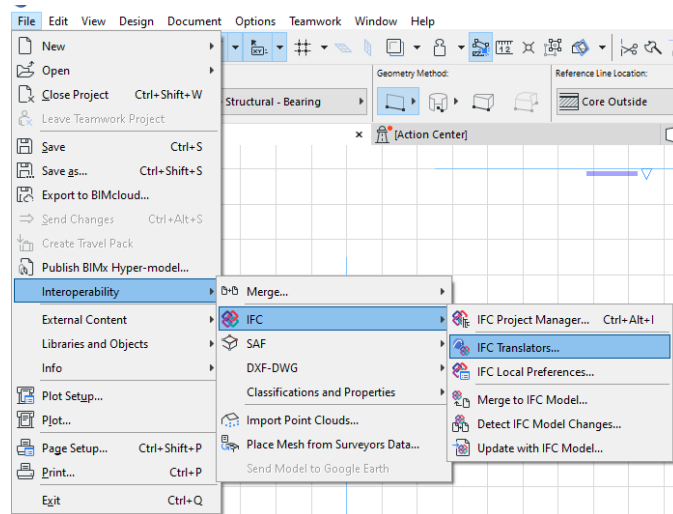 File Edit View Design Document Options Teamwork Window Help
New
Open
Geometry Method:
Reference Line Location:
Close Project Ctrl+Shift+W
Structural - Bearing
Core Outside
Leave Teamwork Project
[Action Center]
Save Ctrl+S
Save as... Ctrl+Shift+S
Export to BIMcloud...
Send Changes Ctrl+Alt+S
Create Travel Pack
Publish BIMx Hyper-model...
Interoperability
Merge...
External Content
IFC
IFC Project Manager... Ctrl+Alt+I
Libraries and Objects
SAF
IFC Translators...
Info
DXF-DWG
IFC Local Preferences...
Plot Setup...
Classifications and Properties
Merge to IFC Model...
Plot...
Import Point Clouds...
Detect IFC Model Changes...
Page Setup... Ctrl+Shift+P
Place Mesh from Surveyors Data...
Update with IFC Model...
Print... Ctrl+P
Send Model to Google Earth
Exit Ctrl+Q